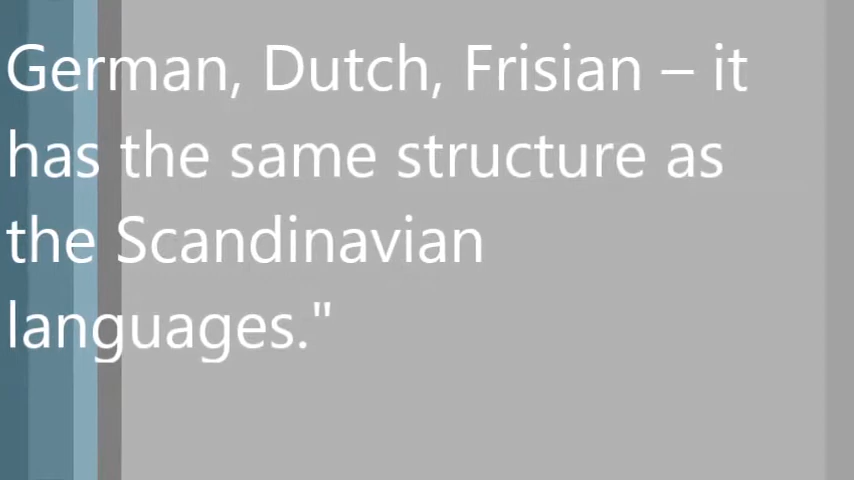 German, Dutch, Frisian – it
has the same structure as
the Scandinavian
languages."